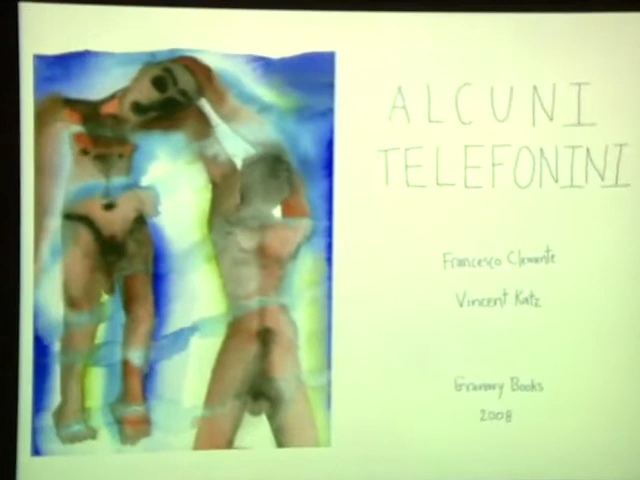 ALCUNI
TELEFONINI
Francesco Clemente
Vincent Katz
Granary Books
2008